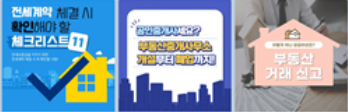 전세계약 체결 시
확인해야 할
체크리스트 11
공인중개사세요?
부동산중개사무소
개설부터 폐업까지!
부동산
거래 신고